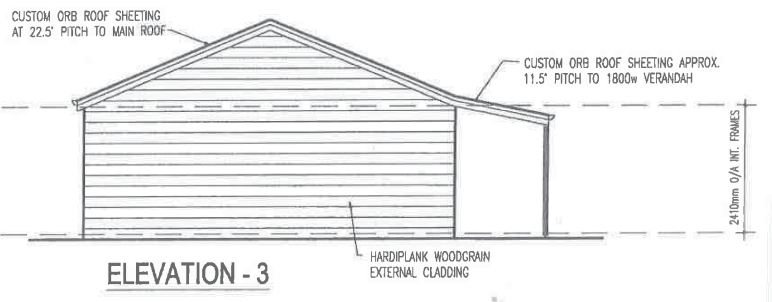 CUSTOM ORB ROOF SHEETING
AT 22.5° PITCH TO MAIN ROOF
CUSTOM ORB ROOF SHEETING APPROX.
11.5° PITCH TO 1800w VERANDAH
2410mm O/A INT. FRAMES
HARDIPLANK WOODGRAIN
EXTERNAL CLADDING
ELEVATION - 3